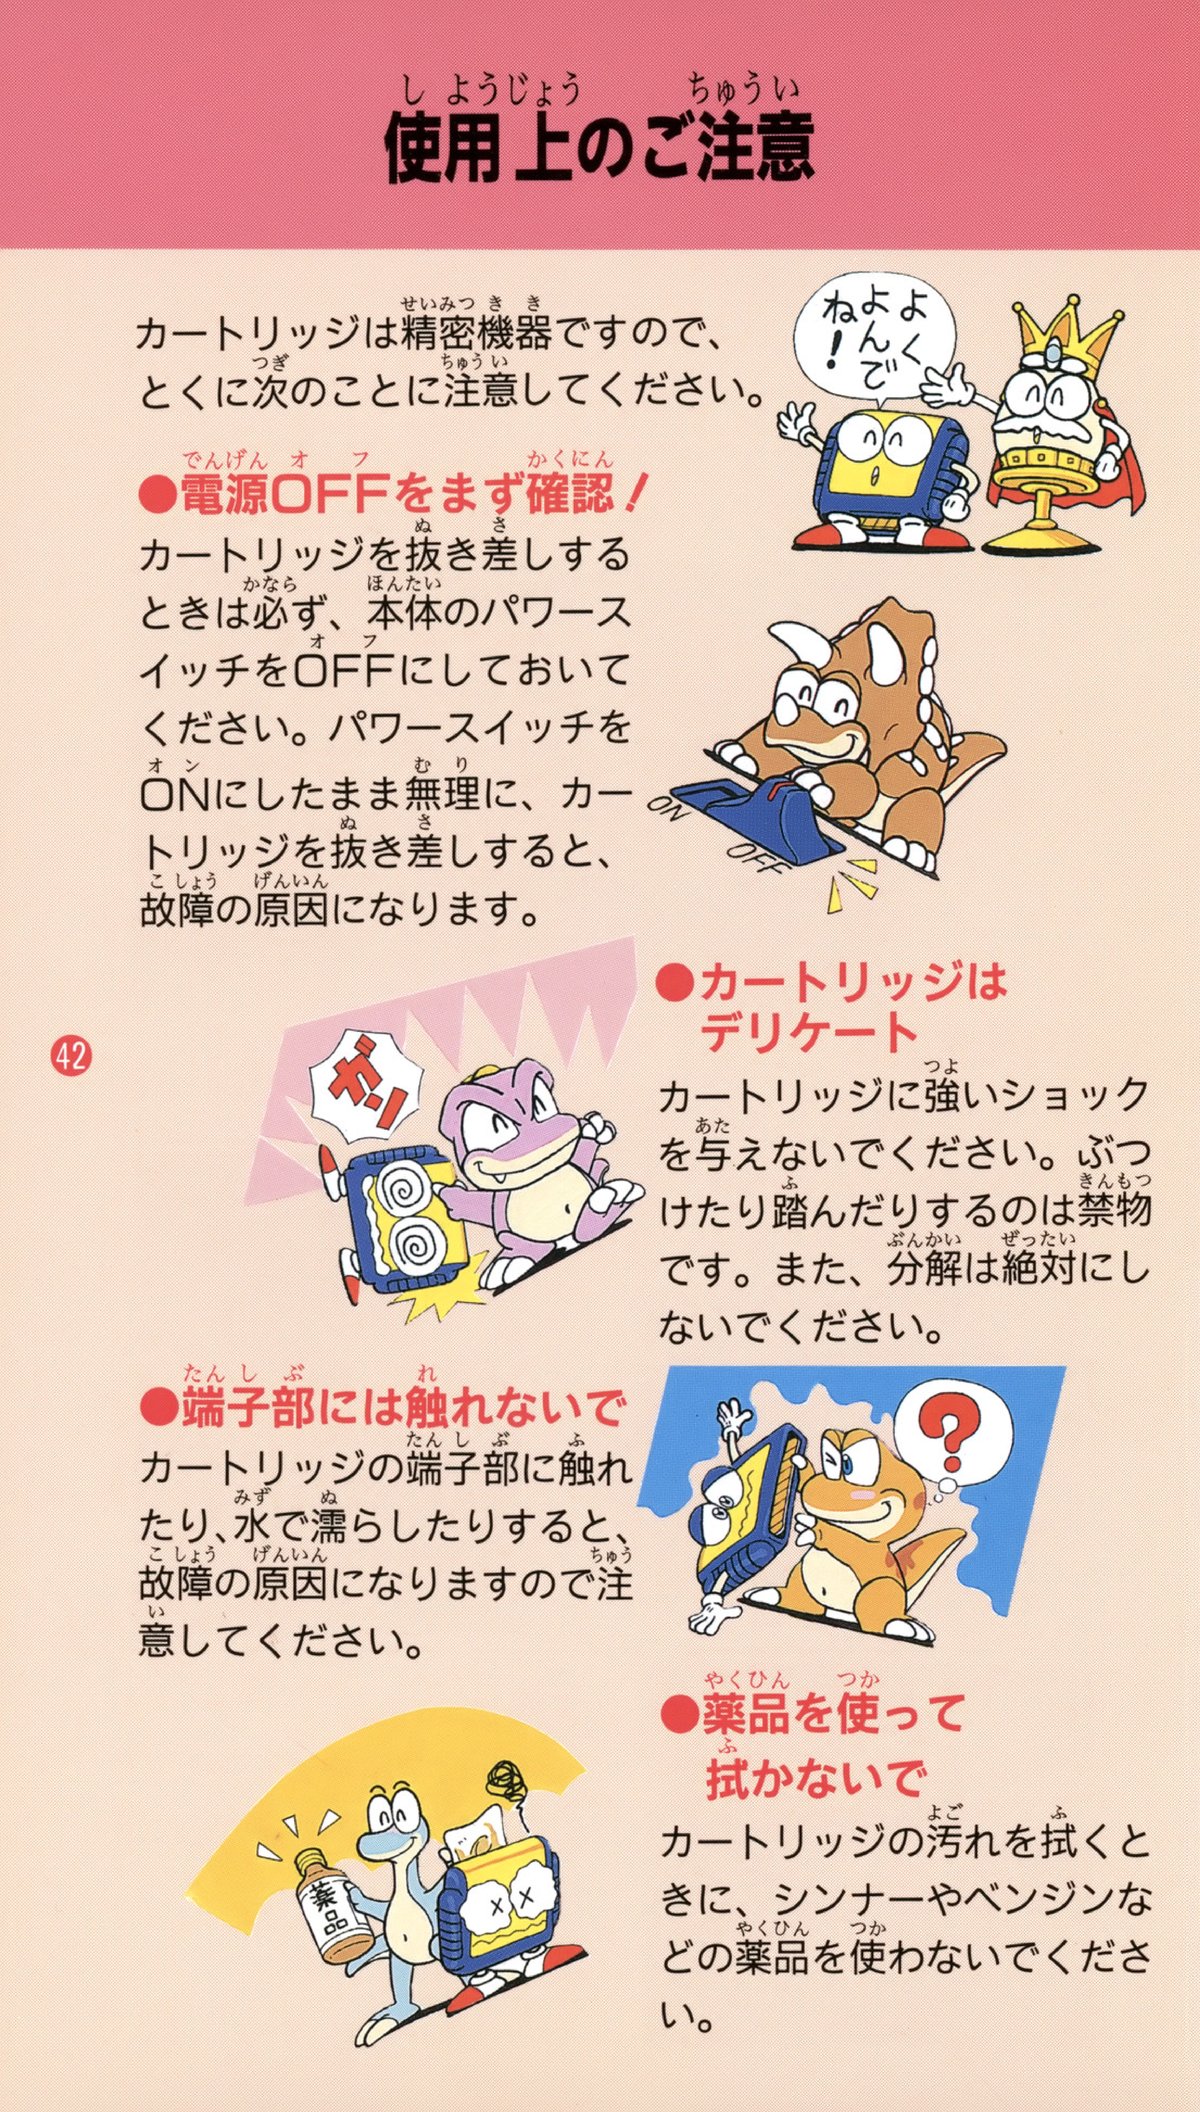 使用上のご注意
カートリッジは精密機器ですので、
とくに次のことに注意してください。
よく
よんで
ね!
●電源OFFをまず確認!
カートリッジを抜き差しする
ときは必ず、本体のパワース
イッチをOFFにしておいて
ください。パワースイッチを
ONにしたまま無理に、カー
トリッジを抜き差しすると、
故障の原因になります。
ON
OFF
●カートリッジは
デリケート
カートリッジに強いショック
を与えないでください。ぶつ
けたり踏んだりするのは禁物
です。また、分解は絶対にし
ないでください。
ガン
42
●端子部には触れないで
カートリッジの端子部に触れ
たり、水で濡らしたりすると、
故障の原因になりますので注
意してください。
?
●薬品を使って
拭かないで
カートリッジの汚れを拭くと
きに、シンナーやベンジンな
どの薬品を使わないでくださ
い。
薬品